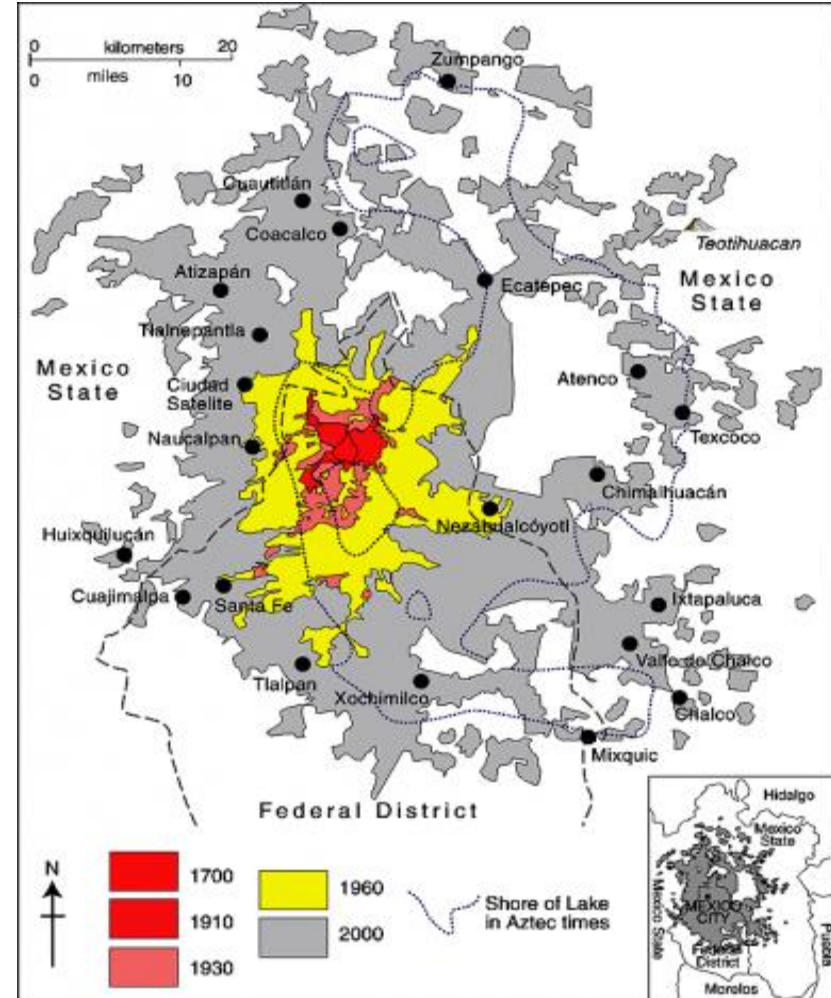 0 kilometers 20
0 miles 10
Zumpango
Cuautitlán
Coacalco
Teotihuacan
Atizapán
Ecatepec
Mexico
State
Tlalnepantla
Mexico
State
Atenco
Ciudad
Satelite
Texcoco
Naucalpan
Chimalhuacán
Nezahualcóyotl
Huixquilucán
Cuajimalpa
Santa Fe
Ixtapaluca
Valle de Chalco
Tlalpan
Xochimilco
Chalco
Mixquic
Federal District
N
1700
1910
1930
1960
2000
Shore of Lake
in Aztec times
Hidalgo
Mexico
State
Mexico State
MEXICO
CITY
Federal
District
Puebla
Morelos